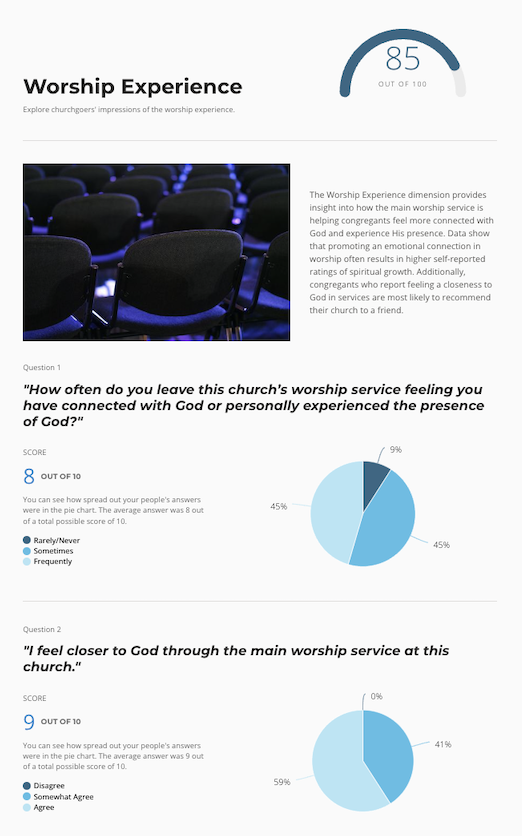 85
OUT OF 100
Worship Experience
Explore churchgoers' impressions of the worship experience.
The Worship Experience dimension provides
insight into how the main worship service is
helping congregants feel more connected with
God and experience His presence. Data show
that promoting an emotional connection in
worship often results in higher self-reported
ratings of spiritual growth. Additionally,
congregants who report feeling a closeness to
God in services are most likely to recommend
their church to a friend.
Question 1
"How often do you leave this church's worship service feeling you
have connected with God or personally experienced the presence
of God?"
SCORE
8 OUT OF 10
You can see how spread out your people's answers
were in the pie chart. The average answer was 8 out
of a total possible score of 10.
Rarely/Never
Sometimes
Frequently
9%
45%
45%
Question 2
"I feel closer to God through the main worship service at this
church."
SCORE
9 OUT OF 10
You can see how spread out your people's answers
were in the pie chart. The average answer was 9 out
of a total possible score of 10.
Disagree
Somewhat Agree
Agree
0%
41%
59%